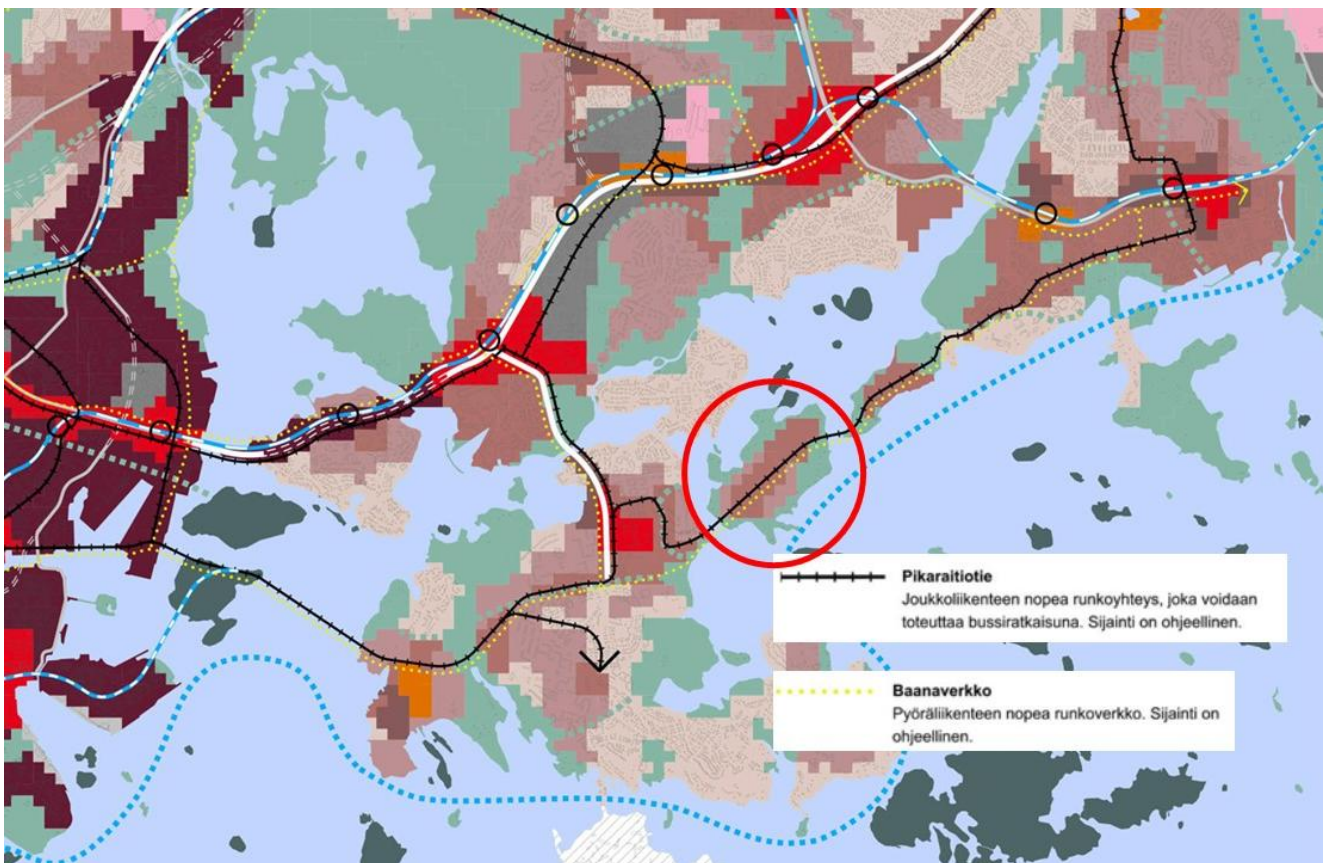 Pikaraitiotie
Joukkoliikenteen nopea runkoyhteys, joka voidaan
toteuttaa bussiratkaisuna. Sijainti on ohjeellinen.
Baanaverkko
Pyöräliikenteen nopea runkoverkko. Sijainti on
ohjeellinen.